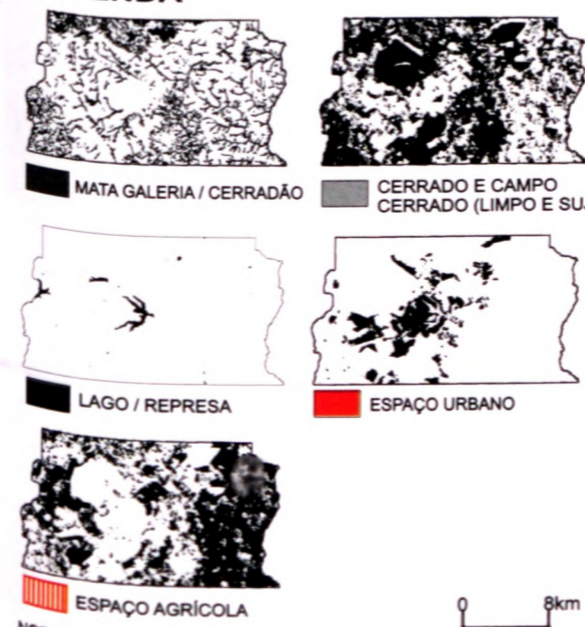 MATA GALERIA / CERRADÃO
CERRADO E CAMPO
CERRADO (LIMPO E
LAGO / REPRESA
ESPAÇO URBANO
ESPAÇO AGRÍCOLA
0 8km